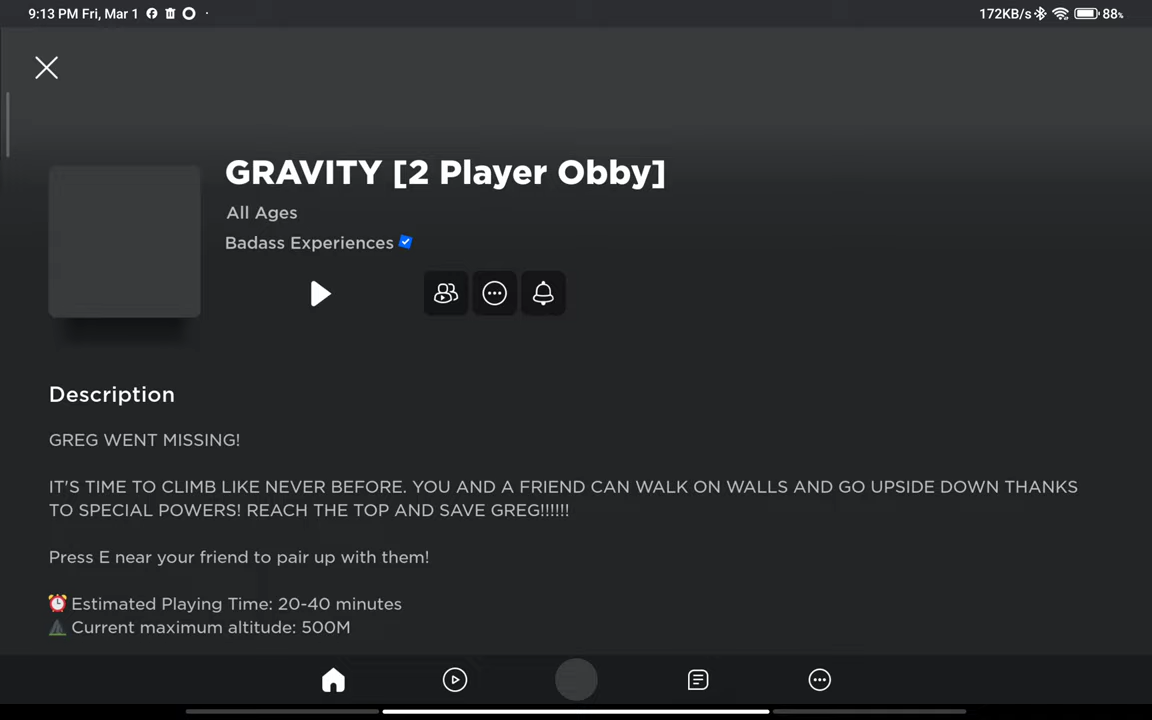 9:13 PM Fri, Mar 1
172KB/s 88%
GRAVITY [2 Player Obby]
All Ages
Badass Experiences
Description
GREG WENT MISSING!
IT'S TIME TO CLIMB LIKE NEVER BEFORE. YOU AND A FRIEND CAN WALK ON WALLS AND GO UPSIDE DOWN THANKS
TO SPECIAL POWERS! REACH THE TOP AND SAVE GREG!!!!!!
Press E near your friend to pair up with them!
⏰Estimated Playing Time: 20-40 minutes
Current maximum altitude: 500M